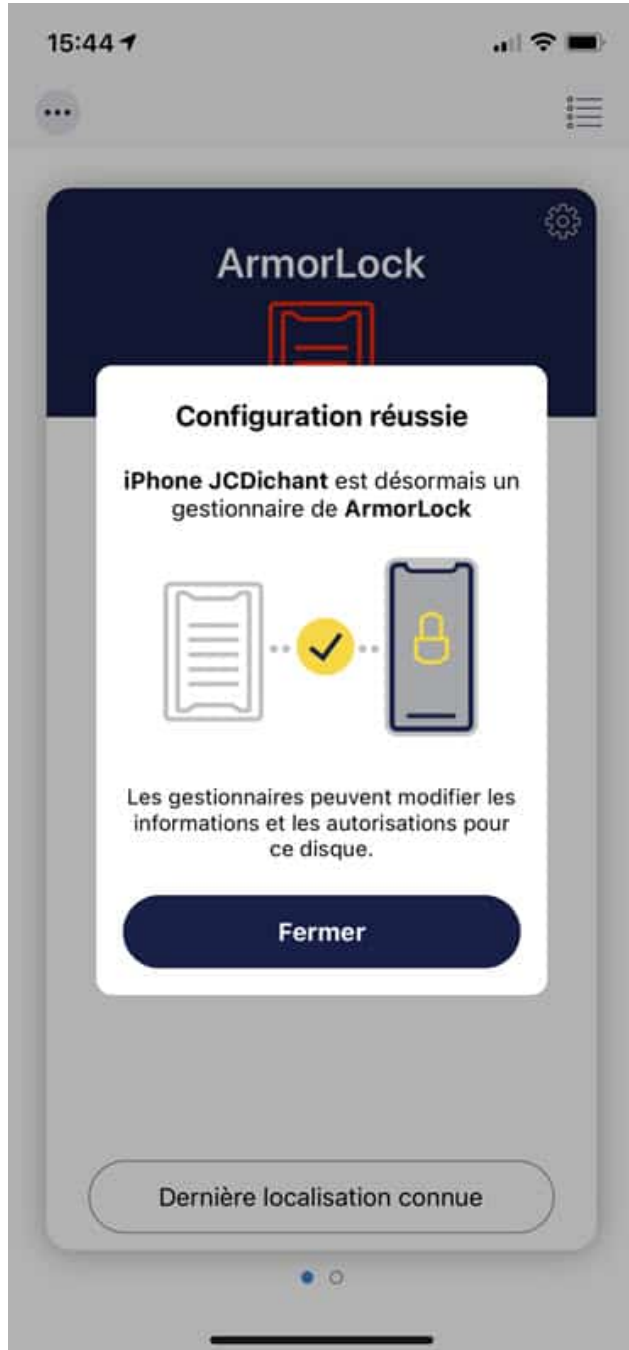 15:44
ArmorLock
Configuration réussie
iPhone JCDichant est désormais un
gestionnaire de ArmorLock
Les gestionnaires peuvent modifier les
informations et les autorisations pour
ce disque.
Fermer
Dernière localisation connue